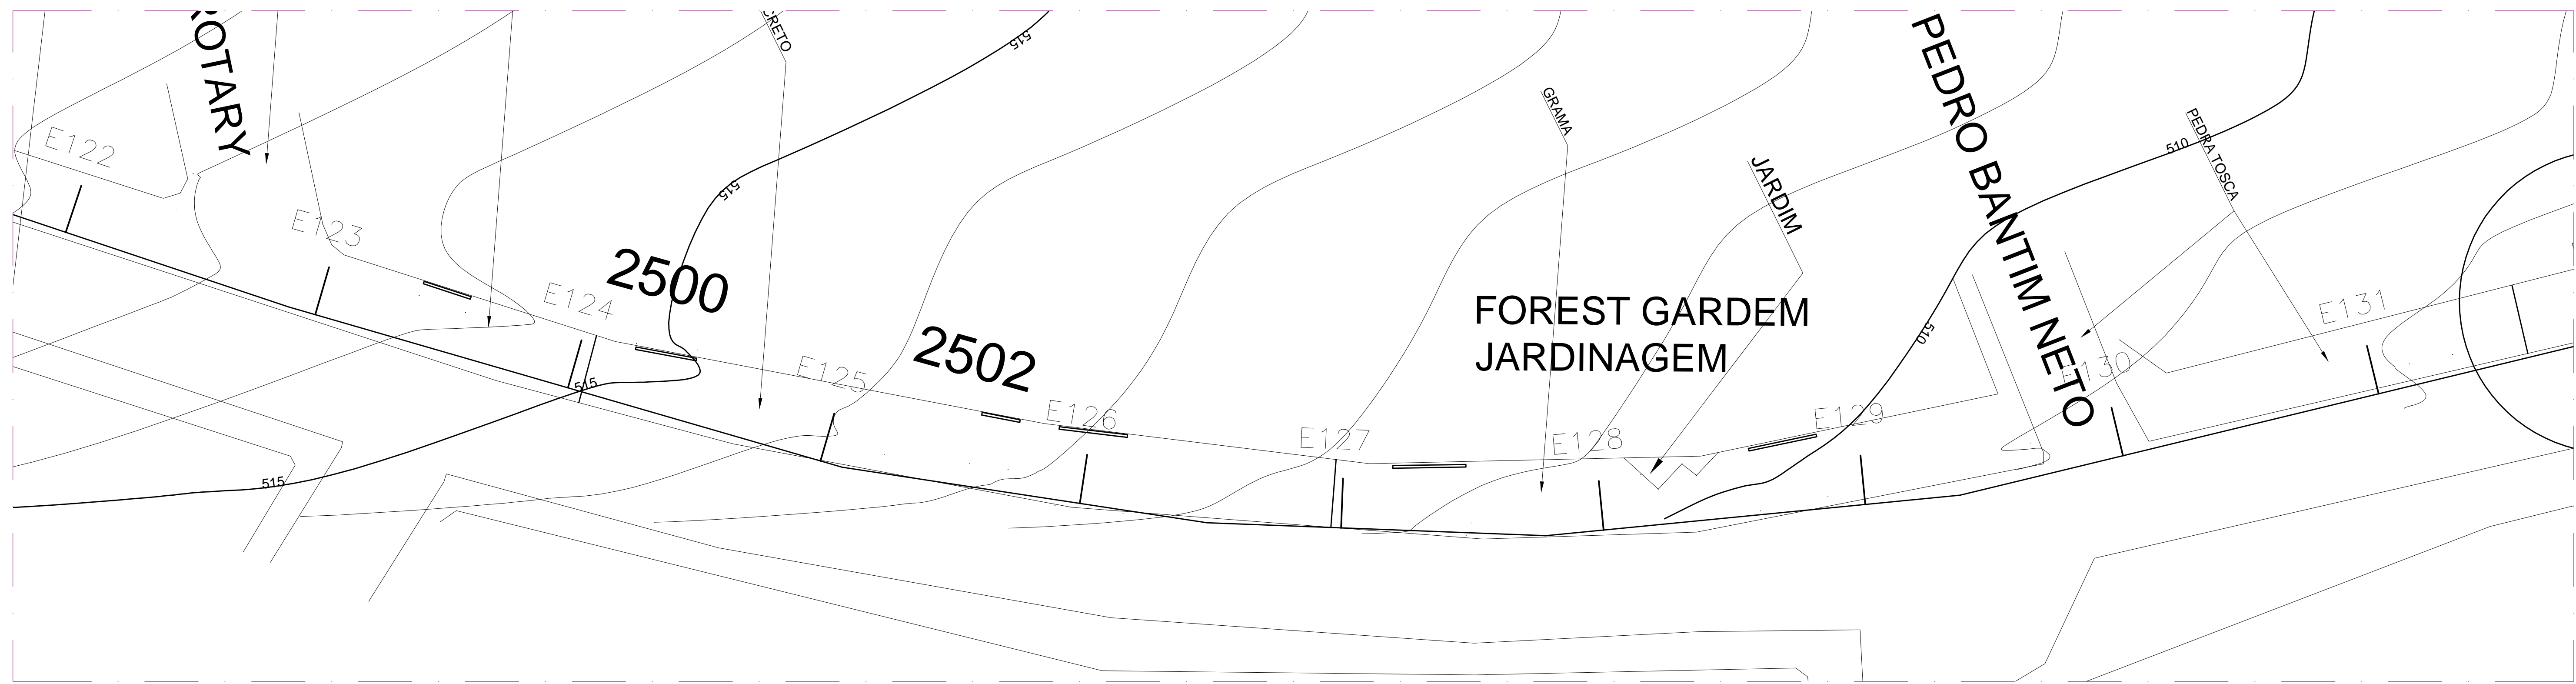 ROTARY
CRETO
515
GRAMA
JARDIM
PEDRO BANTIM NETO
PEDRA TOSCA
510
E122
515
E123
2500
E124
FOREST GARDEM
JARDINAGEM
510
E131
2502
E125
515
E130
E126
E129
E127
E128
515